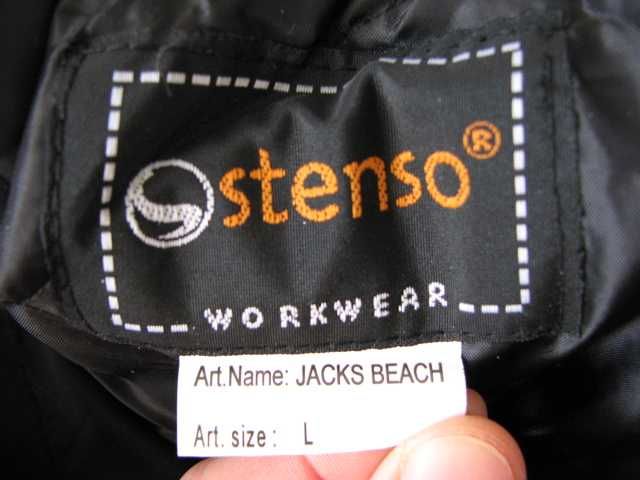 stenso®
WORKWEAR
Art.Name: JACKS BEACH
Art. size: L